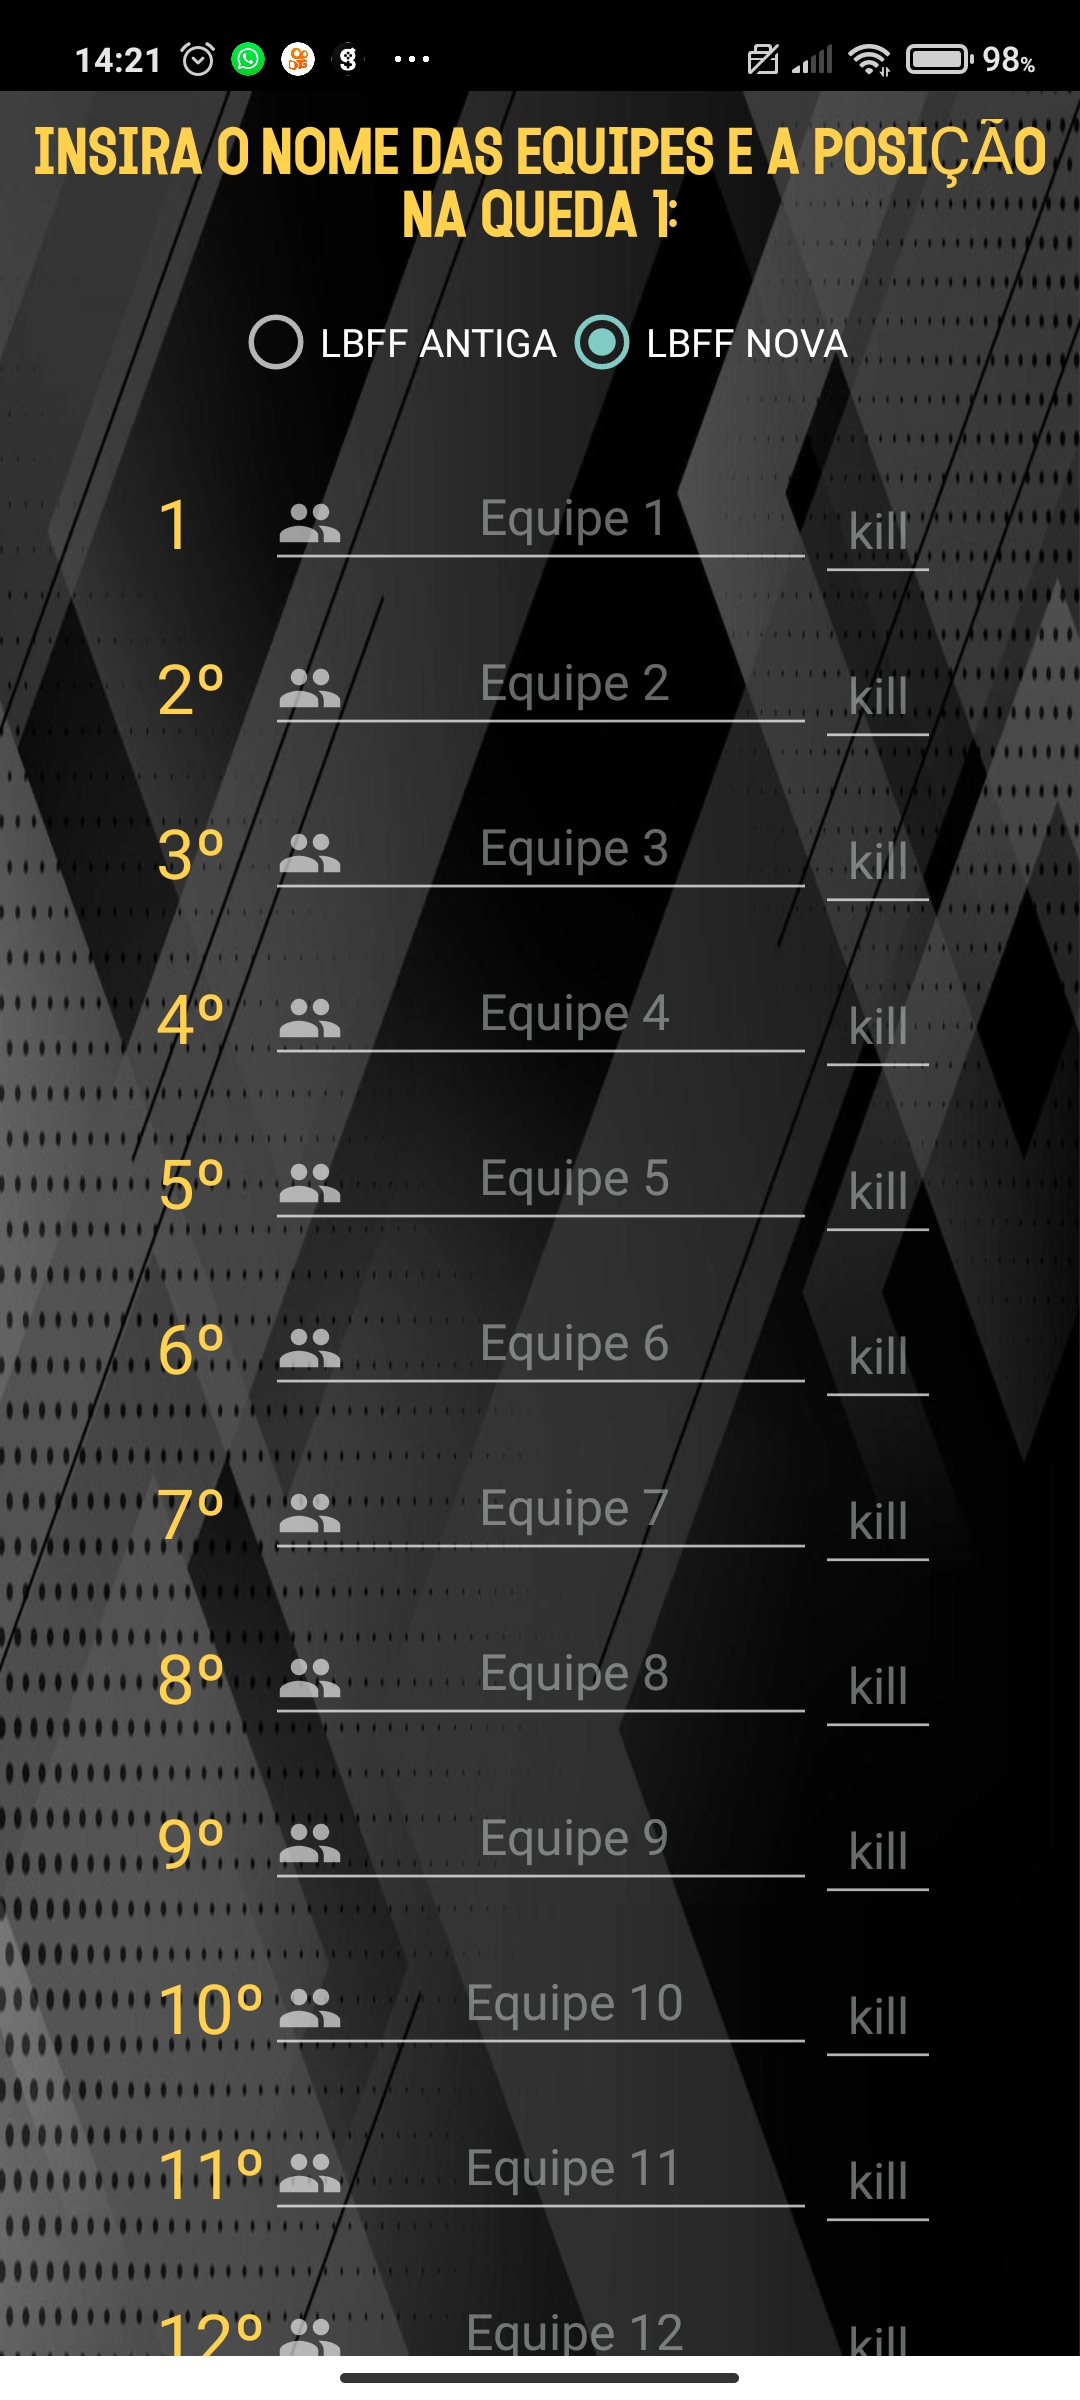 14:21 ... 98%
INSIRA O NOME DAS EQUIPES E A POSIÇÃO
NA QUEDA 1:
LBFF ANTIGA LBFF NOVA
1 Equipe 1 kill
2º Equipe 2 kill
3º Equipe 3 kill
4º Equipe 4 kill
5º Equipe 5 kill
6º Equipe 6 kill
7º Equipe 7 kill
8º Equipe 8 kill
9º Equipe 9 kill
10º Equipe 10 kill
11º Equipe 11 kill
12º Equipe 12 kill